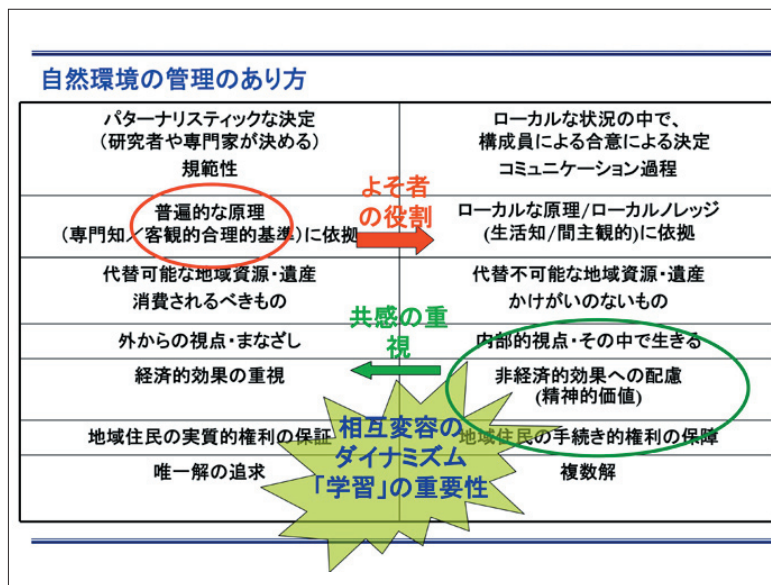 自然環境の管理のあり方
パターナリスティックな決定
(研究者や専門家が決める)
規範性
ローカルな状況の中で、
構成員による合意による決定
コミュニケーション過程
普遍的な原理
(専門知／客観的合理的基準)に依拠
よそ者
の役割
ローカルな原理/ローカルノレッジ
(生活知/間主観的)に依拠
代替可能な地域資源・遺産
消費されるべきもの
代替不可能な地域資源・遺産
かけがいのないもの
外からの視点・まなざし
共感の重
視
内部的視点・その中で生きる
経済的効果の重視
非経済的効果への配慮
(精神的価値)
地域住民の実質的権利の保証
地域住民の手続き的権利の保障
唯一解の追求
複数解
相互変容の
ダイナミズム
「学習」の重要性